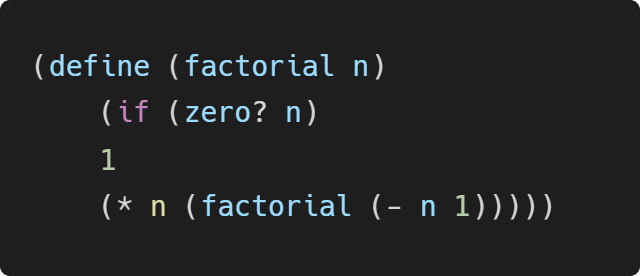 (define (factorial n)
    (if (zero? n)
    1
    (* n (factorial (- n 1)))))